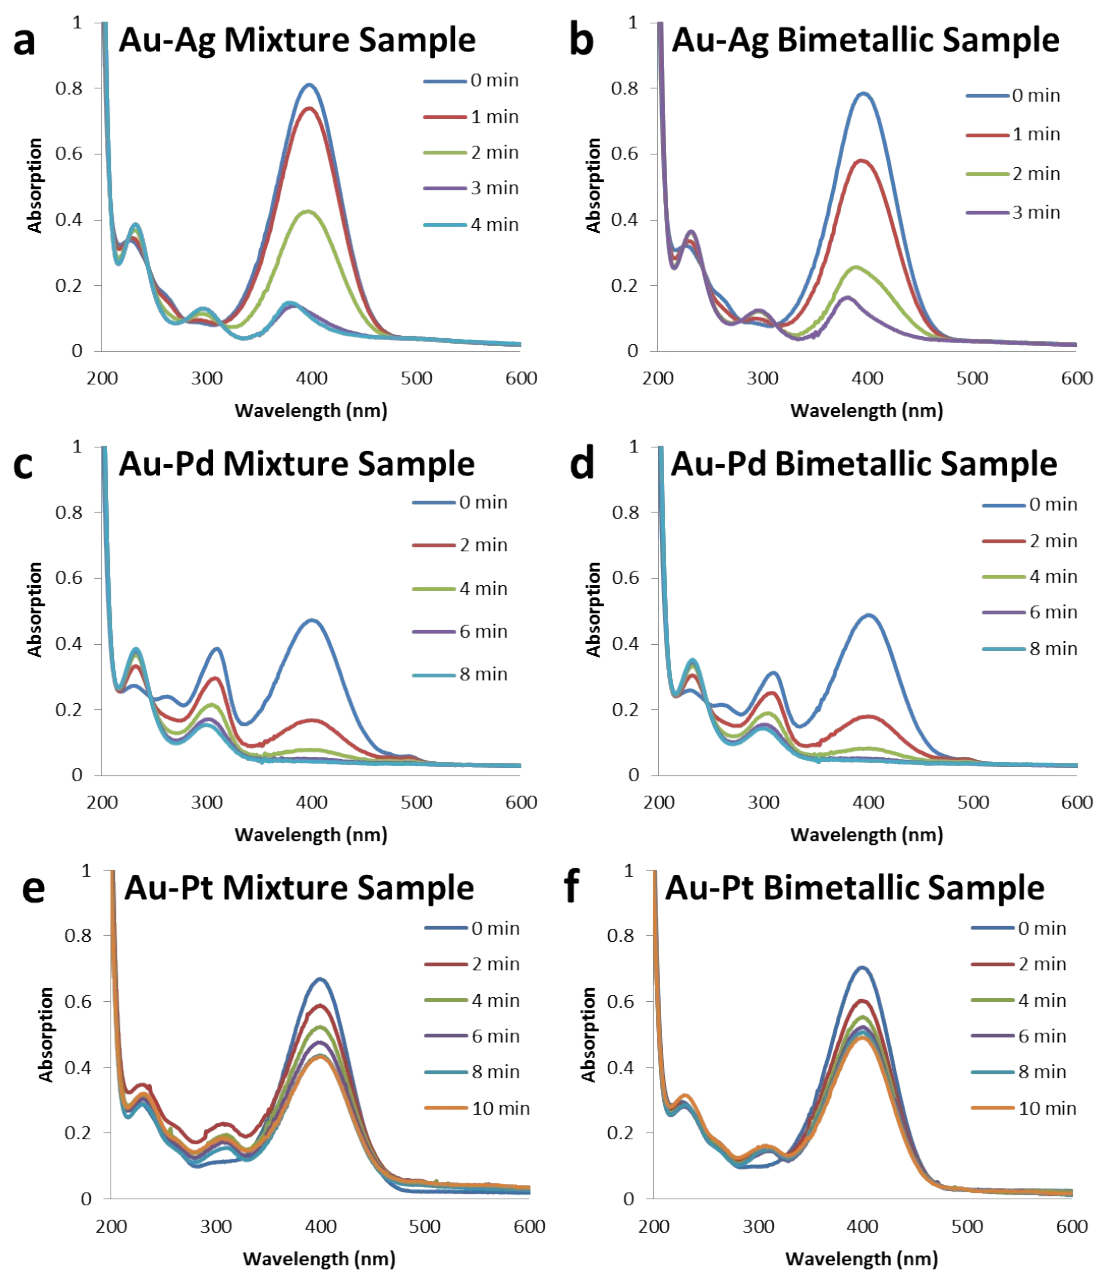 a
Au-Ag Mixture Sample
1
0.8
0.6
0.4
0.2
0
Absorption
0 min
1 min
2 min
3 min
4 min
200
300
400
500
600
Wavelength (nm)
b
Au-Ag Bimetallic Sample
1
0.8
0.6
0.4
0.2
0
Absorption
0 min
1 min
2 min
3 min
200
300
400
500
600
Wavelength (nm)
c
Au-Pd Mixture Sample
1
0.8
0.6
0.4
0.2
0
Absorption
0 min
2 min
4 min
6 min
8 min
200
300
400
500
600
Wavelength (nm)
d
Au-Pd Bimetallic Sample
1
0.8
0.6
0.4
0.2
0
Absorption
0 min
2 min
4 min
6 min
8 min
200
300
400
500
600
Wavelength (nm)
e
Au-Pt Mixture Sample
1
0.8
0.6
0.4
0.2
0
Absorption
0 min
2 min
4 min
6 min
8 min
10 min
200
300
400
500
600
Wavelength (nm)
f
Au-Pt Bimetallic Sample
1
0.8
0.6
0.4
0.2
0
Absorption
0 min
2 min
4 min
6 min
8 min
10 min
200
300
400
500
600
Wavelength (nm)